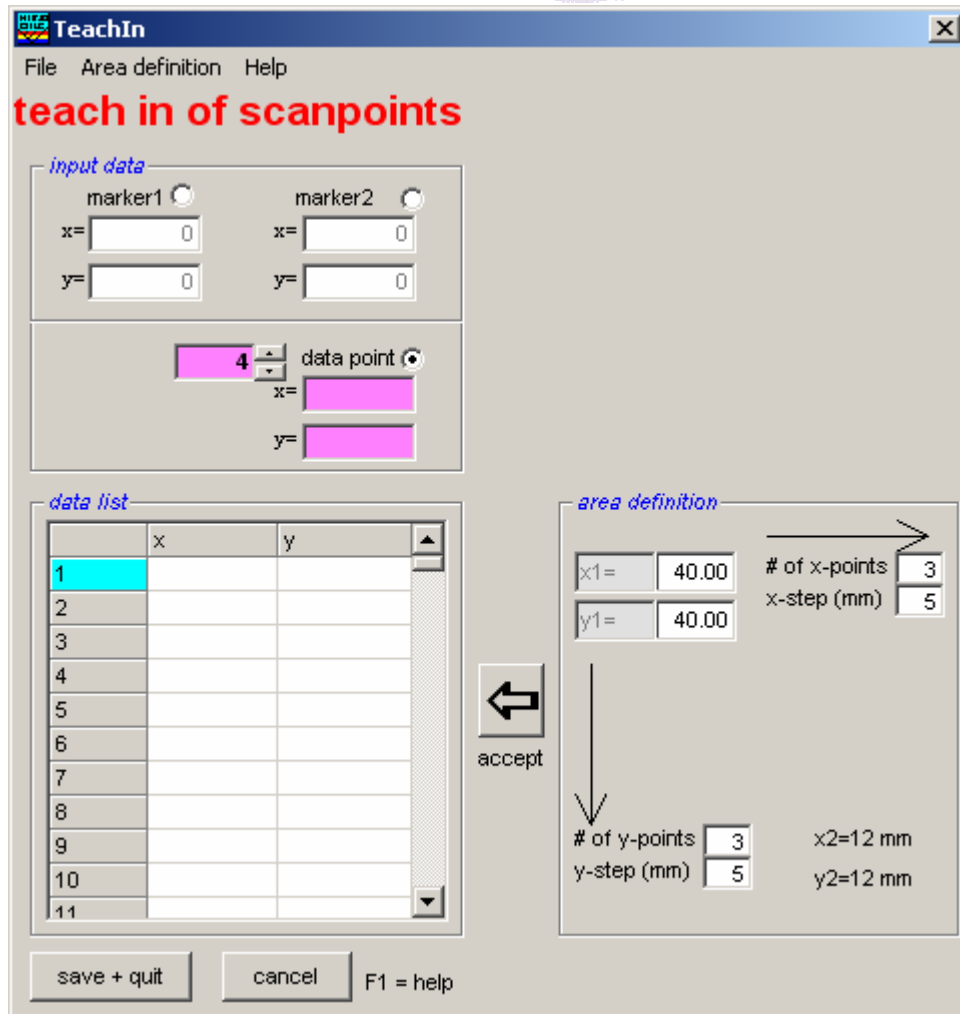 TeachIn
File Area definition Help
teach in of scanpoints
input data
marker1 marker2
x= 0 x= 0
y= 0 y= 0
4 data point
x=
y=
data list
x y
1
2
3
4
5
6
7
8
9
10
11
accept
area definition
x1= 40.00 # of x-points 3
y1= 40.00 x-step (mm) 5
# of y-points 3 x2=12 mm
y-step (mm) 5 y2=12 mm
save + quit cancel F1 = help